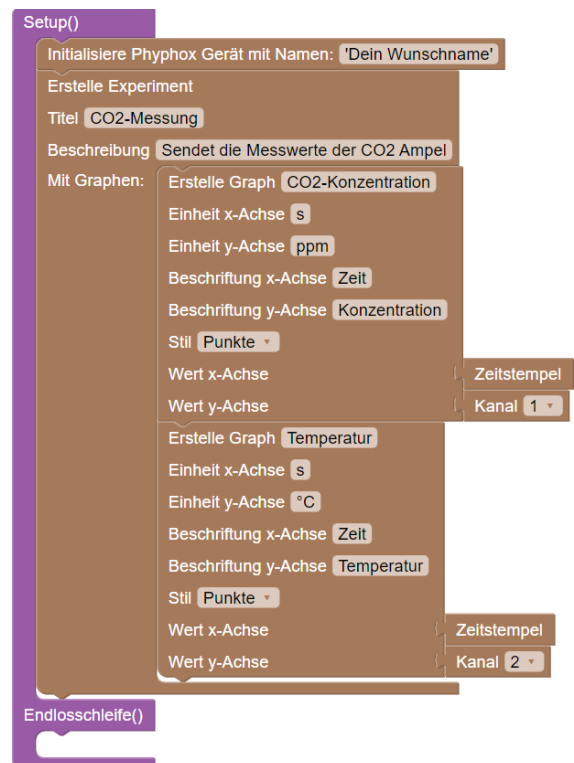 Setup()
Initialisiere Phyphox Gerät mit Namen: 'Dein Wunschname'
Erstelle Experiment
Titel CO2-Messung
Beschreibung Sendet die Messwerte der CO2 Ampel
Mit Graphen: Erstelle Graph CO2-Konzentration
Einheit x-Achse s
Einheit y-Achse ppm
Beschriftung x-Achse Zeit
Beschriftung y-Achse Konzentration
Stil Punkte
Wert x-Achse Zeitstempel
Wert y-Achse Kanal 1
Erstelle Graph Temperatur
Einheit x-Achse s
Einheit y-Achse °C
Beschriftung x-Achse Zeit
Beschriftung y-Achse Temperatur
Stil Punkte
Wert x-Achse Zeitstempel
Wert y-Achse Kanal 2
Endlosschleife()